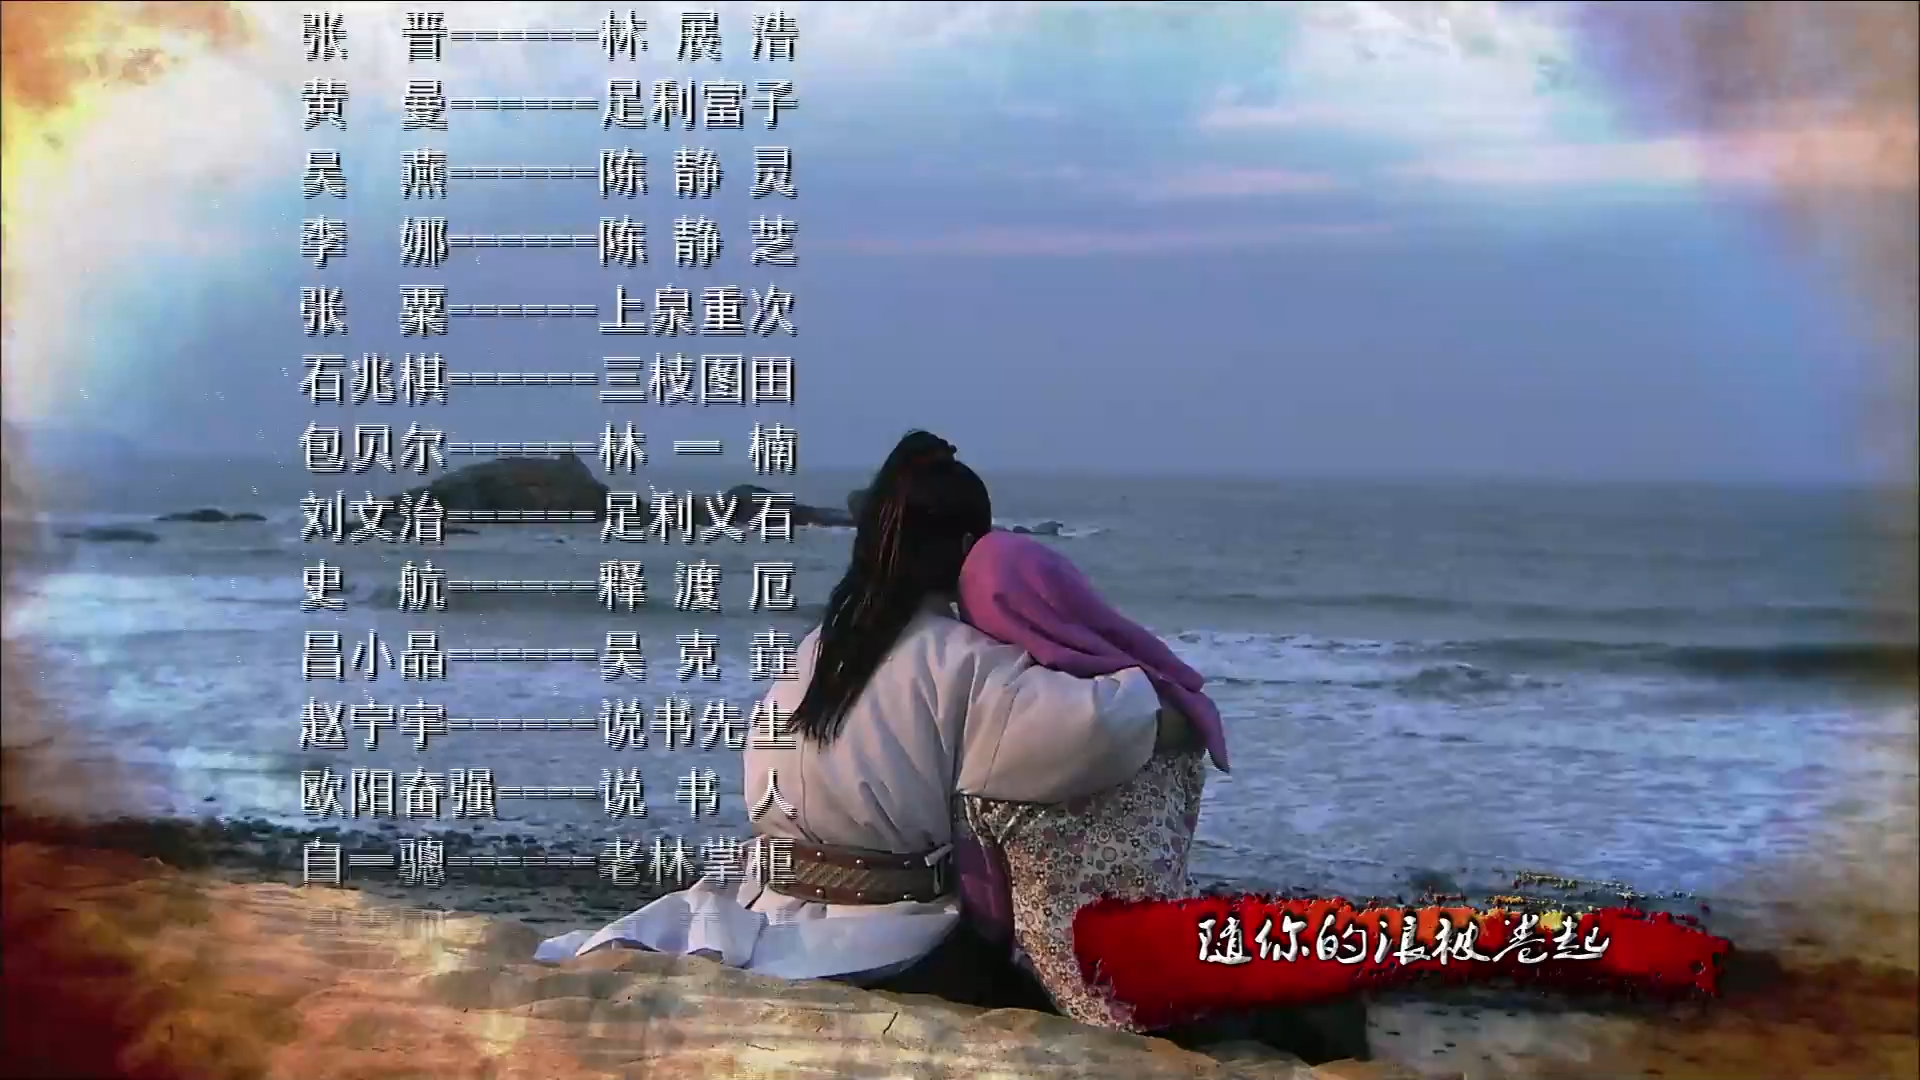 张 晋------林 展 浩
黄 曼------足利富子
吴 燕------陈 静 灵
李 娜------陈 静 芝
张 粟------上泉重次
石兆棋------三枝图田
包贝尔------林 一 楠
刘文治------足利义石
史 航------释 渡 厄
吕小品------吴 克 垚
赵宁宇------说书先生
欧阳奋强----说 书 人
白一骢------老林掌柜
随你的浪被卷起